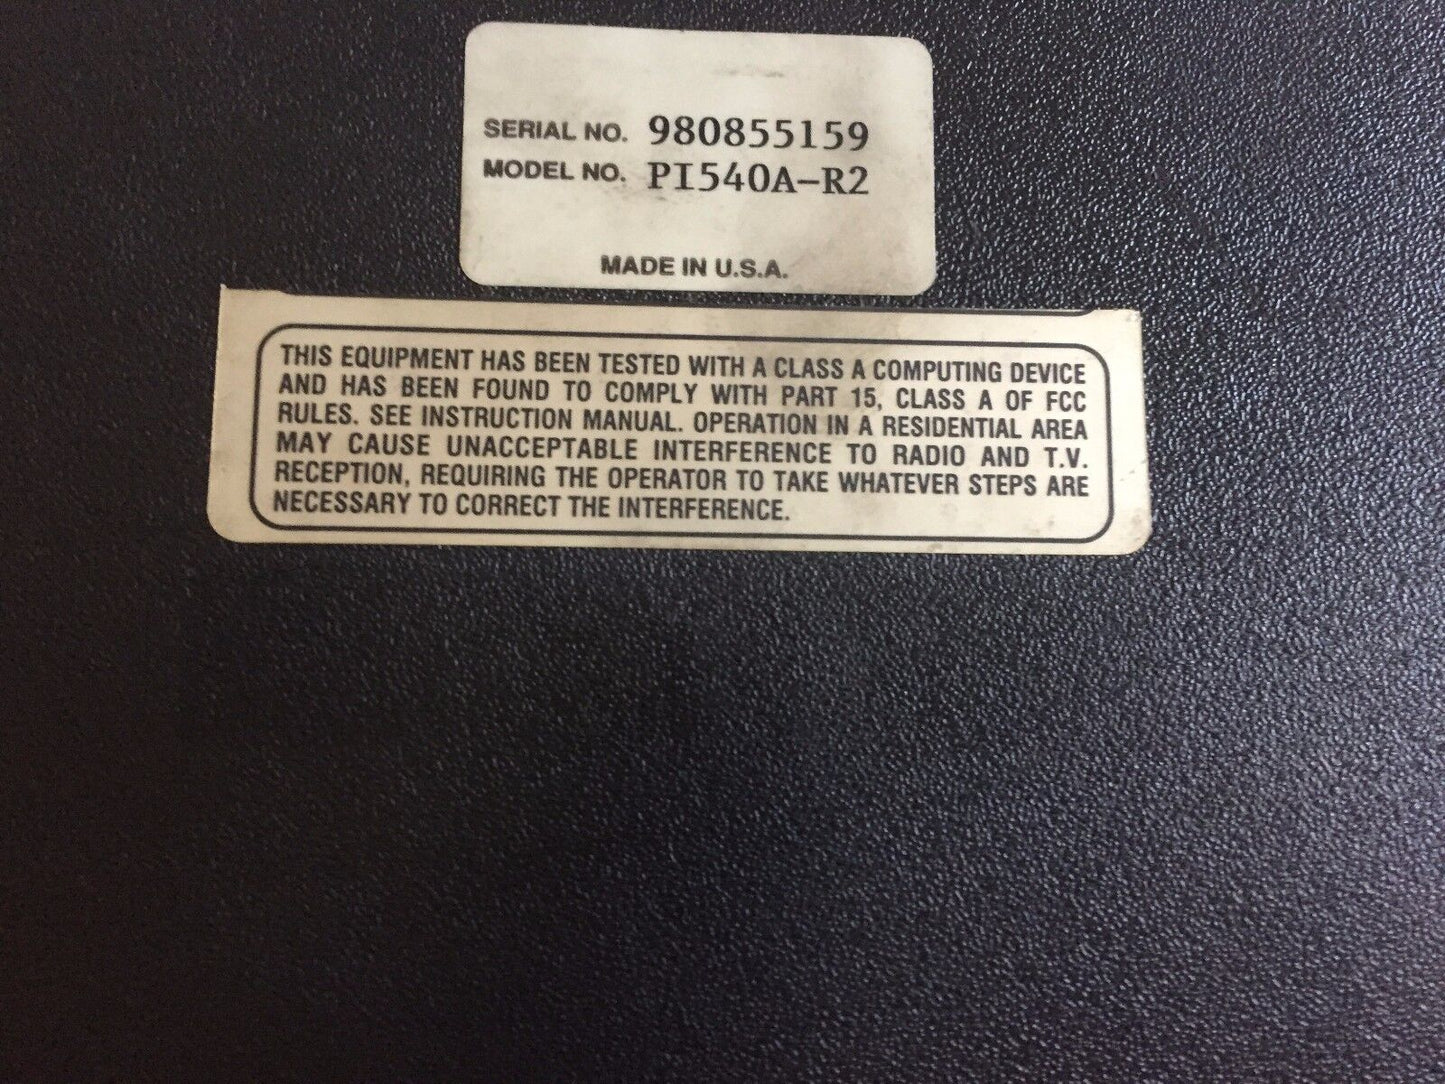 SERIAL NO. 980855159
MODEL NO. PI540A-R2
MADE IN U.S.A.
THIS EQUIPMENT HAS BEEN TESTED WITH A CLASS A COMPUTING DEVICE
AND HAS BEEN FOUND TO COMPLY WITH PART 15, CLASS A OF FCC
RULES. SEE INSTRUCTION MANUAL. OPERATION IN A RESIDENTIAL AREA
MAY CAUSE UNACCEPTABLE INTERFERENCE TO RADIO AND T.V.
RECEPTION, REQUIRING THE OPERATOR TO TAKE WHATEVER STEPS ARE
NECESSARY TO CORRECT THE INTERFERENCE.